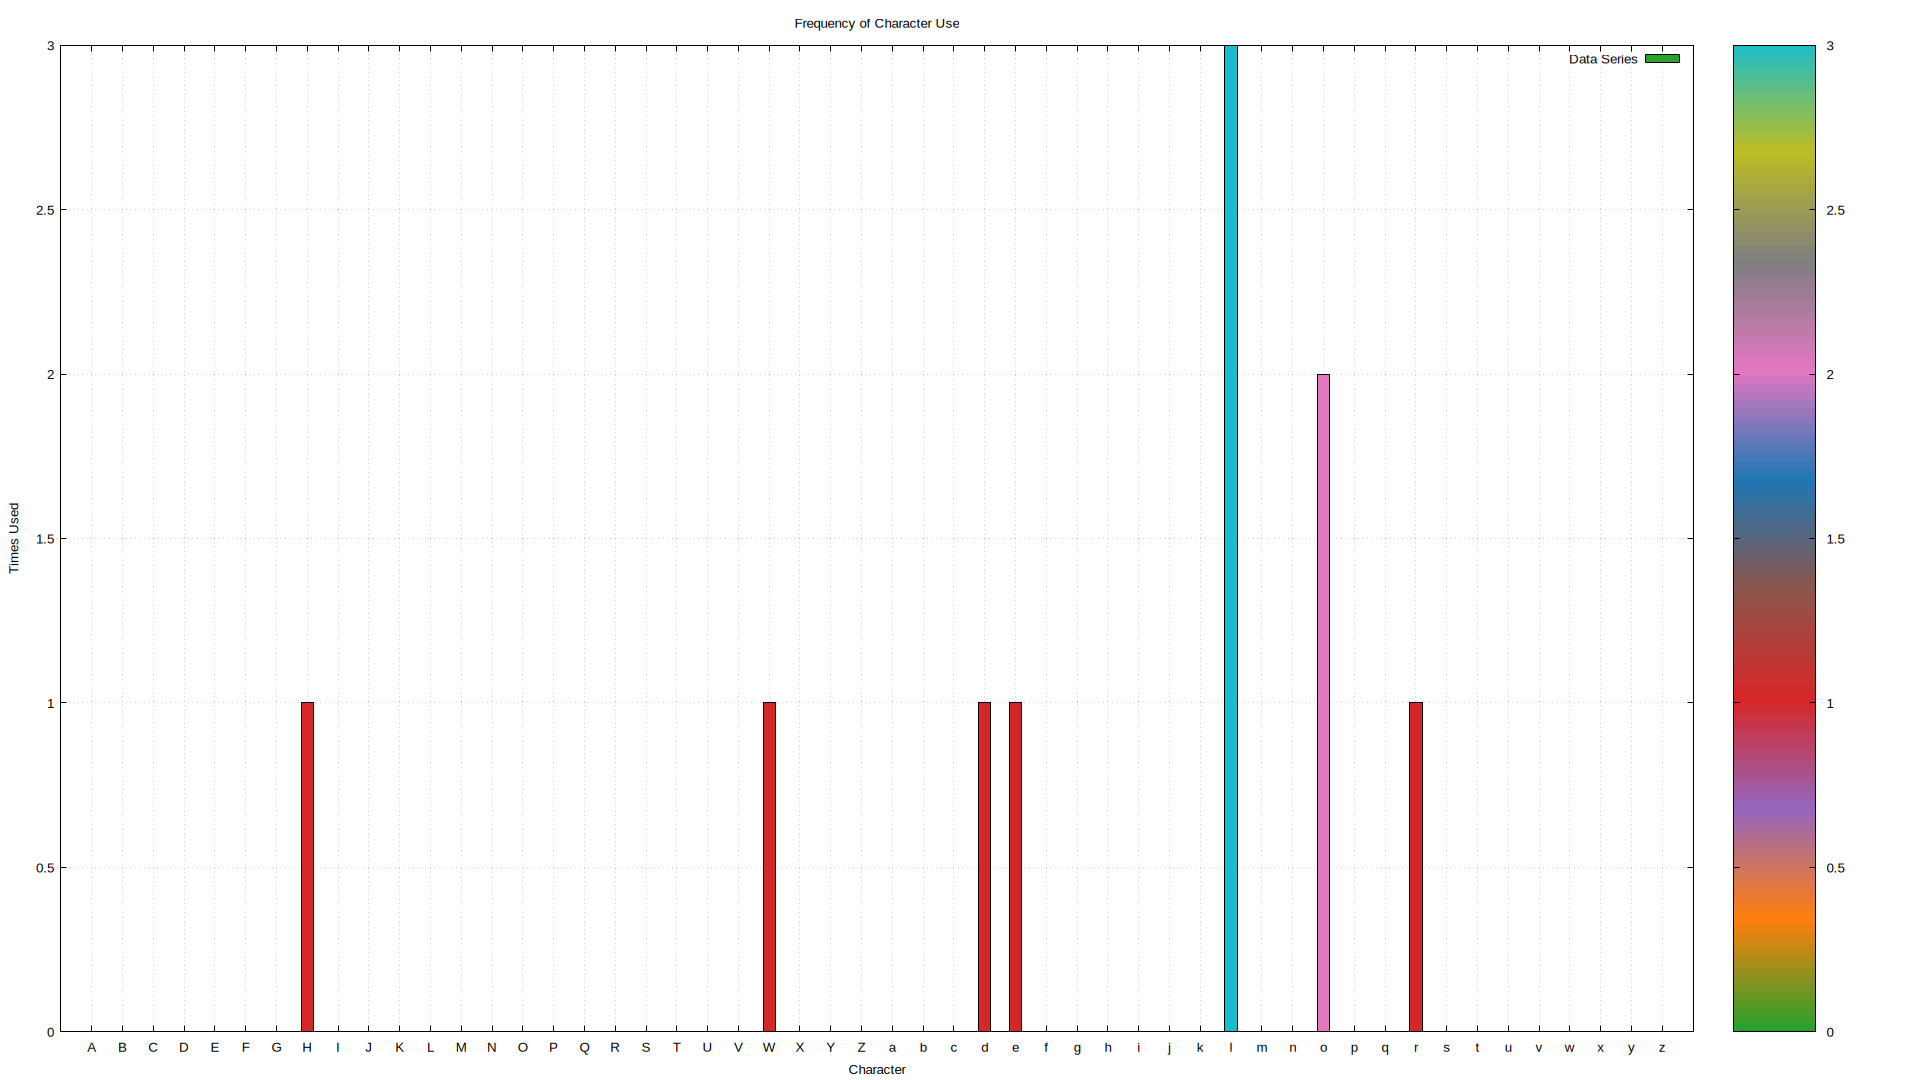 Frequency of Character Use
Data Series
3
2.5
2
1.5
1
0.5
0
Times Used
A B C D E F G H I J K L M N O P Q R S T U V W X Y Z a b c d e f g h i j k l m n o p q r s t u v w x y z
Character
3
2.5
2
1.5
1
0.5
0